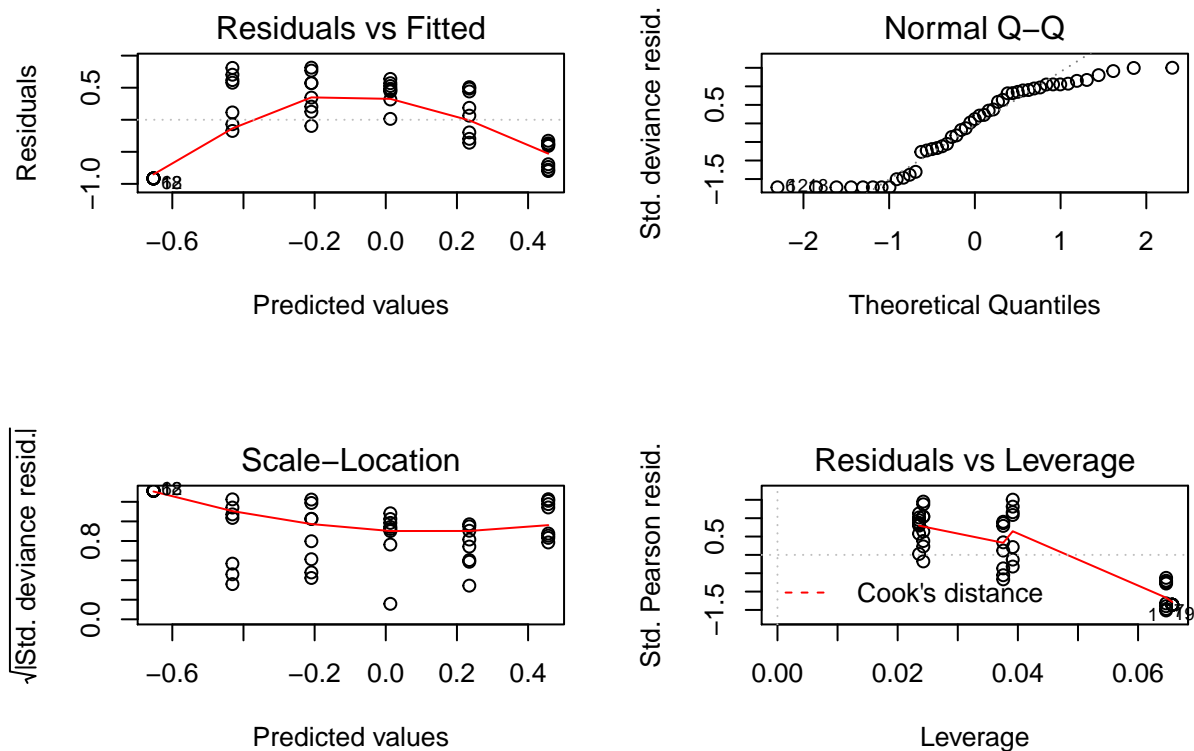 Residuals vs Fitted
Residuals
0.5
-1.0
-0.6
-0.2
0.0
0.2
0.4
Predicted values
Normal Q-Q
Std. deviance resid.
0.5
-1.5
-2
-1
0
1
2
Theoretical Quantiles
Scale-Location
√|Std. deviance resid.|
0.8
0.0
-0.6
-0.2
0.0
0.2
0.4
Predicted values
Residuals vs Leverage
Std. Pearson resid.
0.5
-1.5
Cook's distance
0.00
0.02
0.04
0.06
Leverage